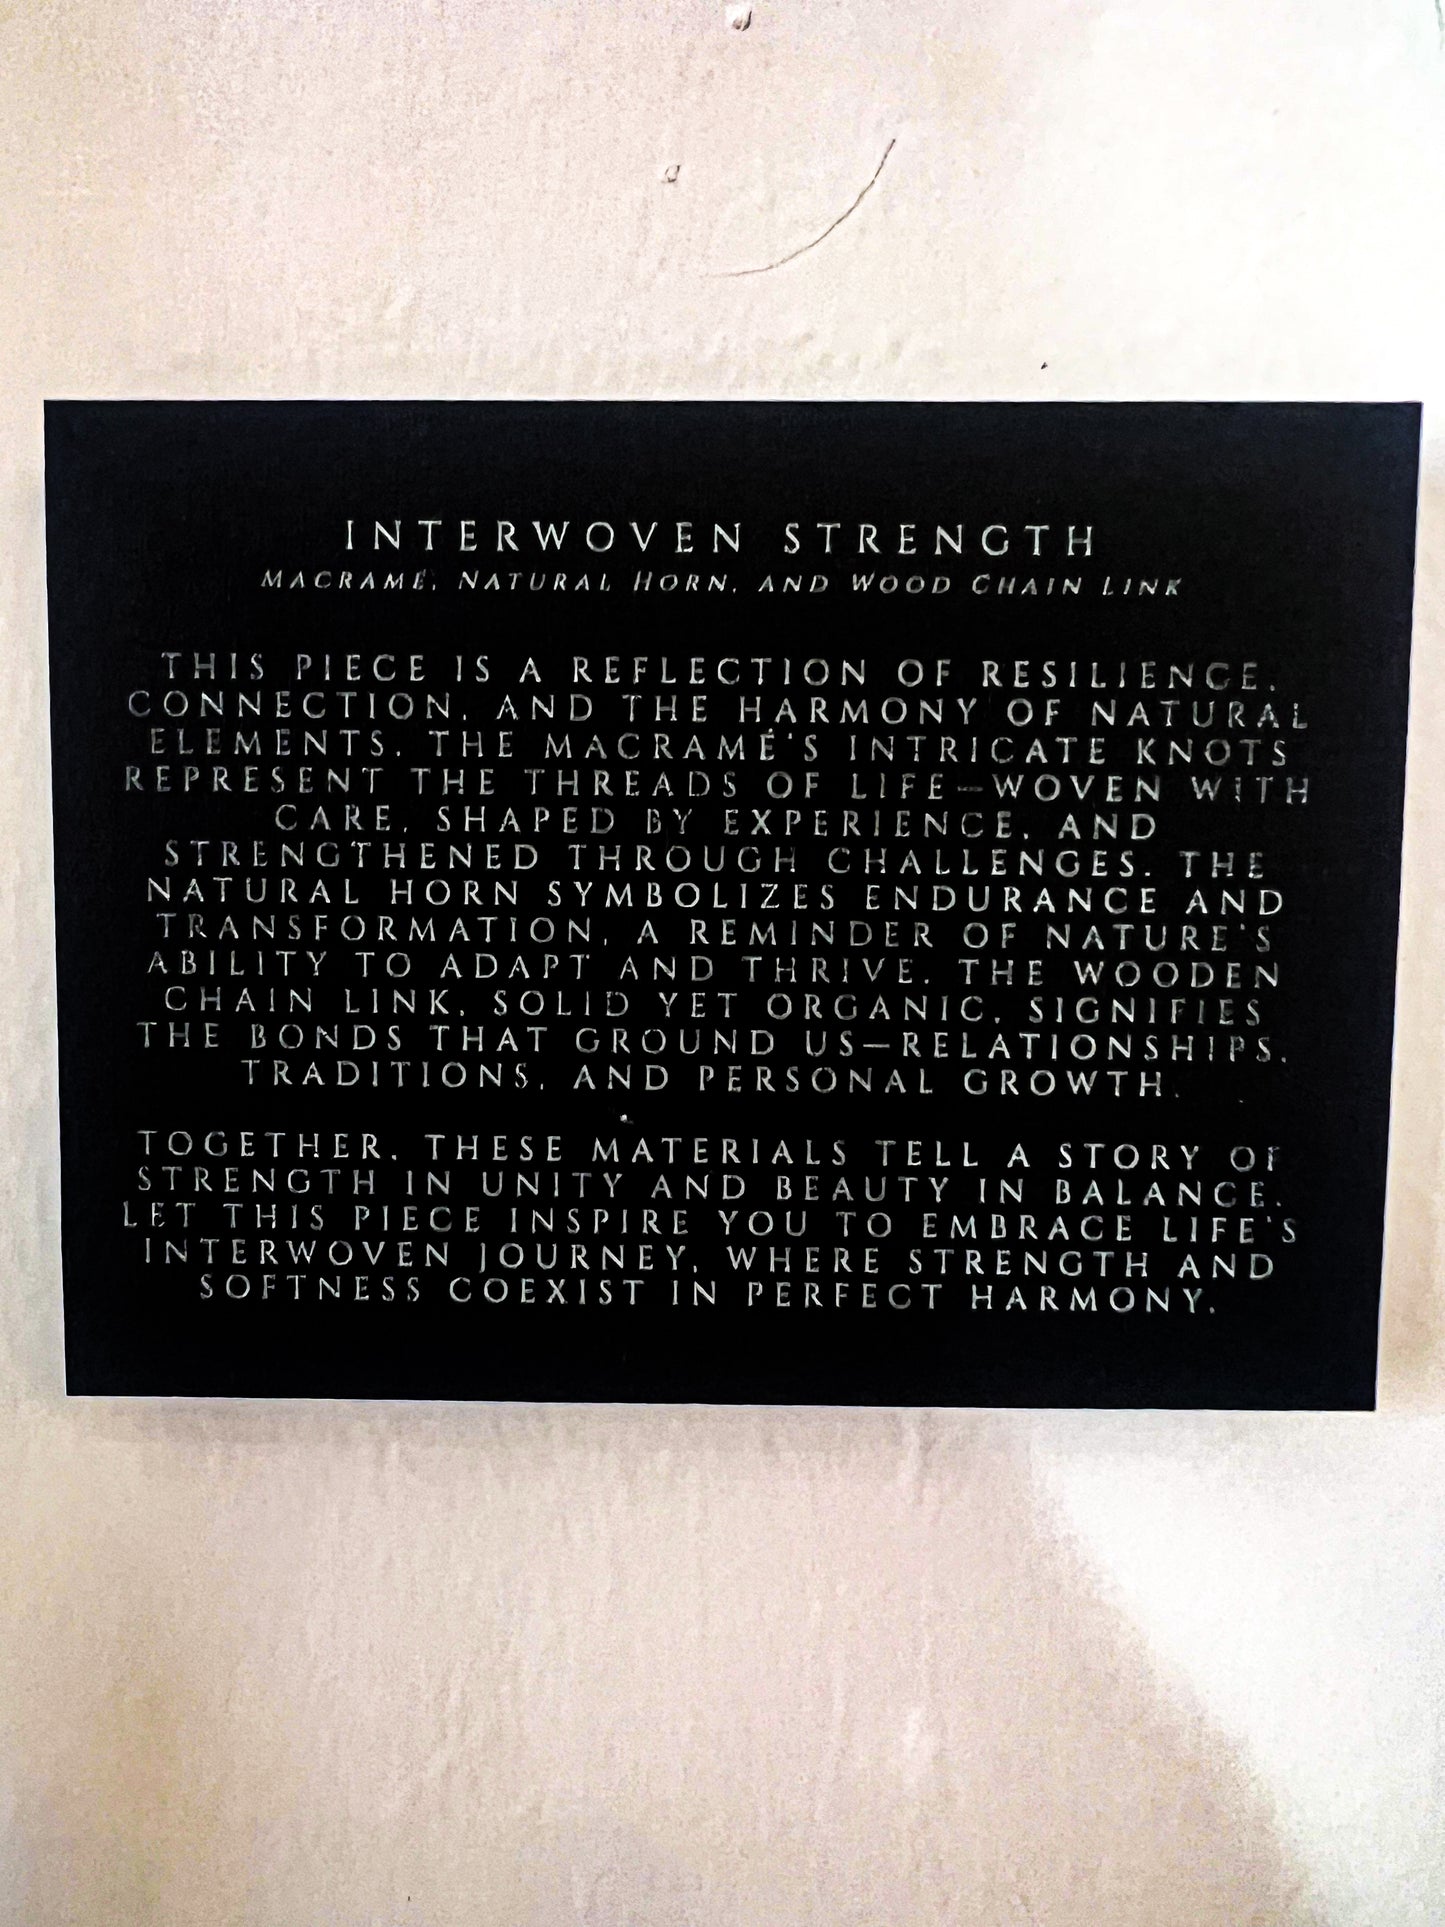 INTERWOVEN STRENGTH
MACRAMÉ, NATURAL HORN, AND WOOD CHAIN LINK
THIS PIECE IS A REFLECTION OF RESILIENCE,
CONNECTION, AND THE HARMONY OF NATURAL
ELEMENTS. THE MACRAMÉ'S INTRICATE KNOTS
REPRESENT THE THREADS OF LIFE—WOVEN WITH
CARE, SHAPED BY EXPERIENCE, AND
STRENGTHENED THROUGH CHALLENGES. THE
NATURAL HORN SYMBOLIZES ENDURANCE AND
TRANSFORMATION, A REMINDER OF NATURE'S
ABILITY TO ADAPT AND THRIVE. THE WOODEN
CHAIN LINK, SOLID YET ORGANIC, SIGNIFIES
THE BONDS THAT GROUND US—RELATIONSHIPS,
TRADITIONS, AND PERSONAL GROWTH.
TOGETHER, THESE MATERIALS TELL A STORY OF
STRENGTH IN UNITY AND BEAUTY IN BALANCE.
LET THIS PIECE INSPIRE YOU TO EMBRACE LIFE'S
INTERWOVEN JOURNEY, WHERE STRENGTH AND
SOFTNESS COEXIST IN PERFECT HARMONY.